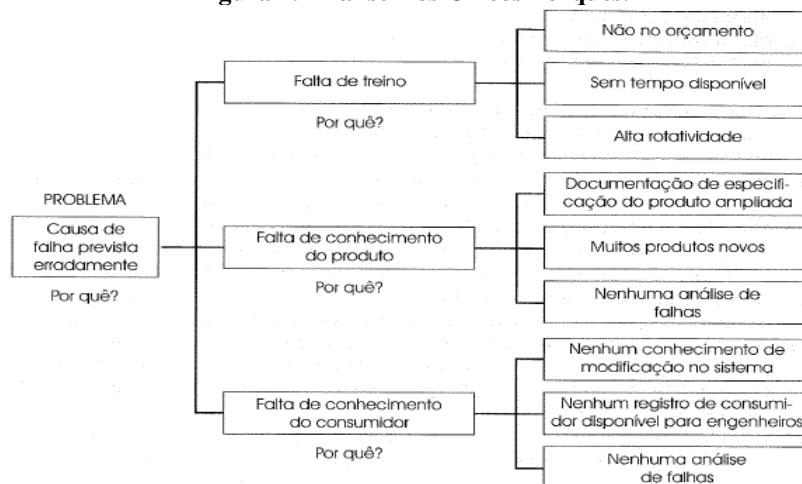 Não no orçamento
Falta de treino
Sem tempo disponível
Por quê?
Alta rotatividade
PROBLEMA
Causa de
falha prevista
erradamente
Por quê?
Documentação de especifi-
cação do produto ampliada
Falta de conhecimento
do produto
Muitos produtos novos
Por quê?
Nenhuma análise de
falhas
Nenhum conhecimento de
modificação no sistema
Falta de conhecimento
do consumidor
Nenhum registro de consumi-
dor disponível para engenheiros
Por quê?
Nenhuma análise
de falhas